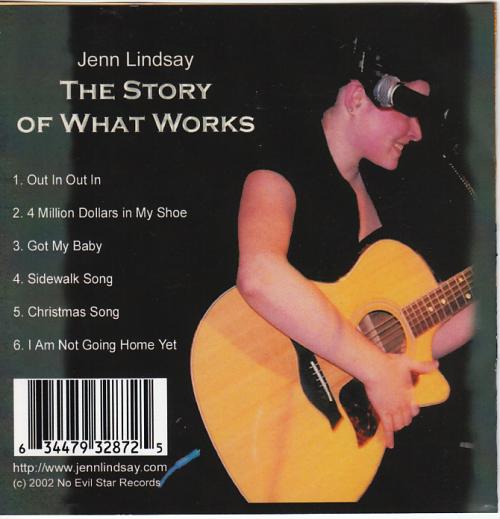 Jenn Lindsay
THE STORY
OF WHAT WORKS
1. Out In Out In
2. 4 Million Dollars in My Shoe
3. Got My Baby
4. Sidewalk Song
5. Christmas Song
6. I Am Not Going Home Yet
6 34479 32872 5
http://www.jennlindsay.com
(c) 2002 No Evil Star Records